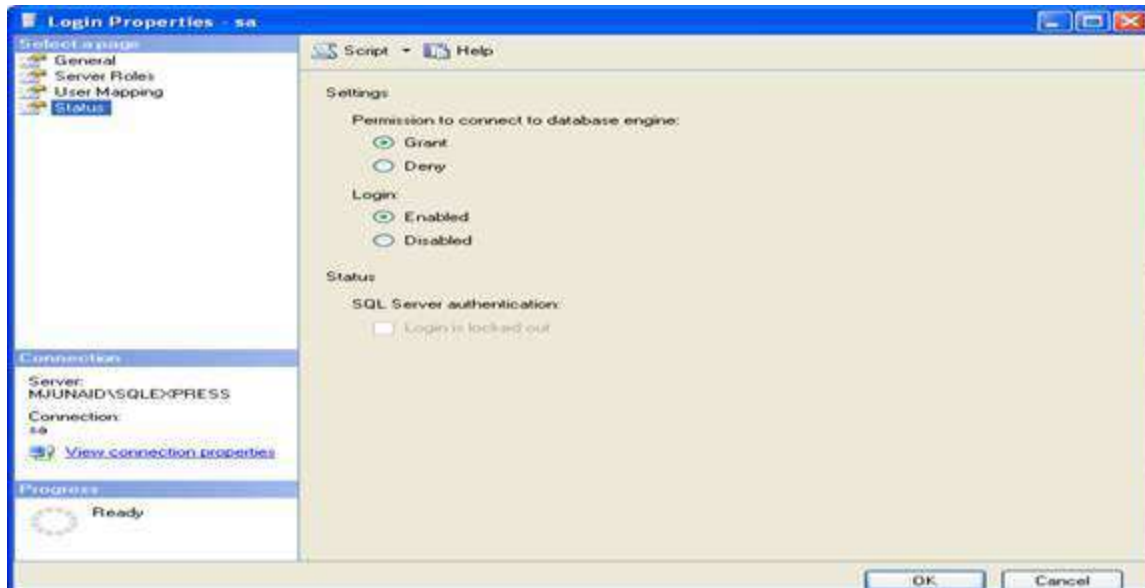 Login Properties - sa
Select a page
General
Server Roles
User Mapping
Status
Script
Help
Settings
Permission to connect to database engine:
Grant
Deny
Login:
Enabled
Disabled
Status
SQL Server authentication:
Login is locked out
Connection
Server:
MJUNAID\SQLEXPRESS
Connection:
sa
View connection properties
Progress
Ready
OK
Cancel